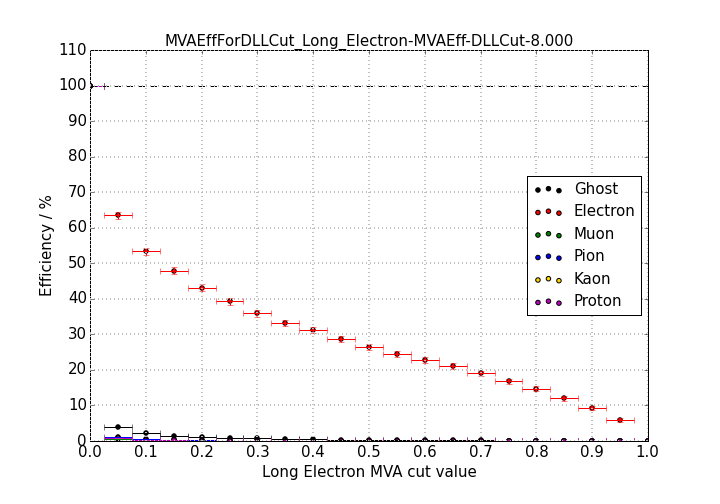 MVAEffForDLLCut_Long_Electron-MVAEff-DLLCut-8.000
110
100
90
80
70
60
50
40
30
20
10
0
Efficiency / %
Ghost
Electron
Muon
Pion
Kaon
Proton
0.0 0.1 0.2 0.3 0.4 0.5 0.6 0.7 0.8 0.9 1.0
Long Electron MVA cut value